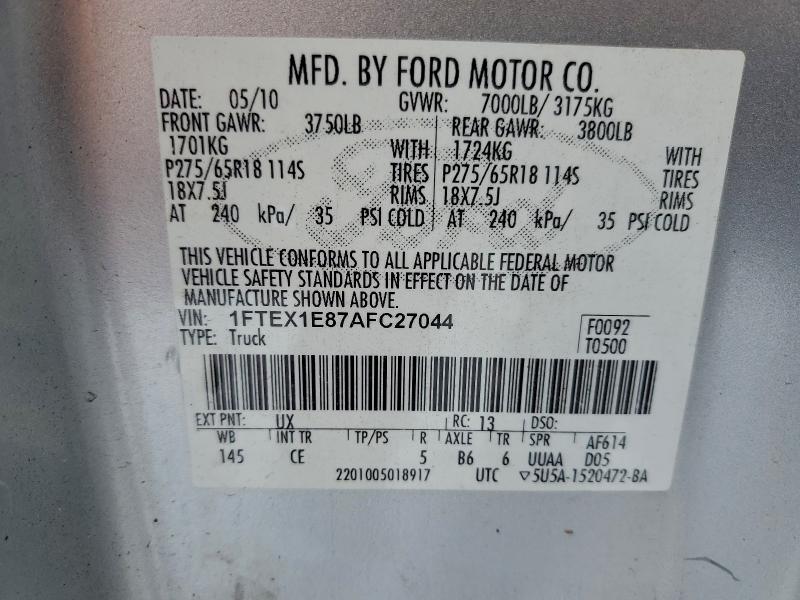 MFD. BY FORD MOTOR CO.
DATE: 05/10 GVWR: 7000LB/ 3175KG
FRONT GAWR: 3750LB REAR GAWR: 3800LB
1701KG WITH 1724KG WITH
P275/65R18 114S TIRES P275/65R18 114S TIRES
18X7.5J RIMS 18X7.5J RIMS
AT 240 kPa/ 35 PSI COLD AT 240 kPa/ 35 PSI COLD
THIS VEHICLE CONFORMS TO ALL APPLICABLE FEDERAL MOTOR
VEHICLE SAFETY STANDARDS IN EFFECT ON THE DATE OF
MANUFACTURE SHOWN ABOVE.
VIN: 1FTEX1E87AFC27044 F0092
TYPE: Truck T0500
EXT PNT: UX RC: 13 DSO:
WB INT TR TP/PS R AXLE TR SPR AF614
145 CE 5 B6 6 UUAA D05
2201005018917 UTC ▽5U5A-1520472-BA